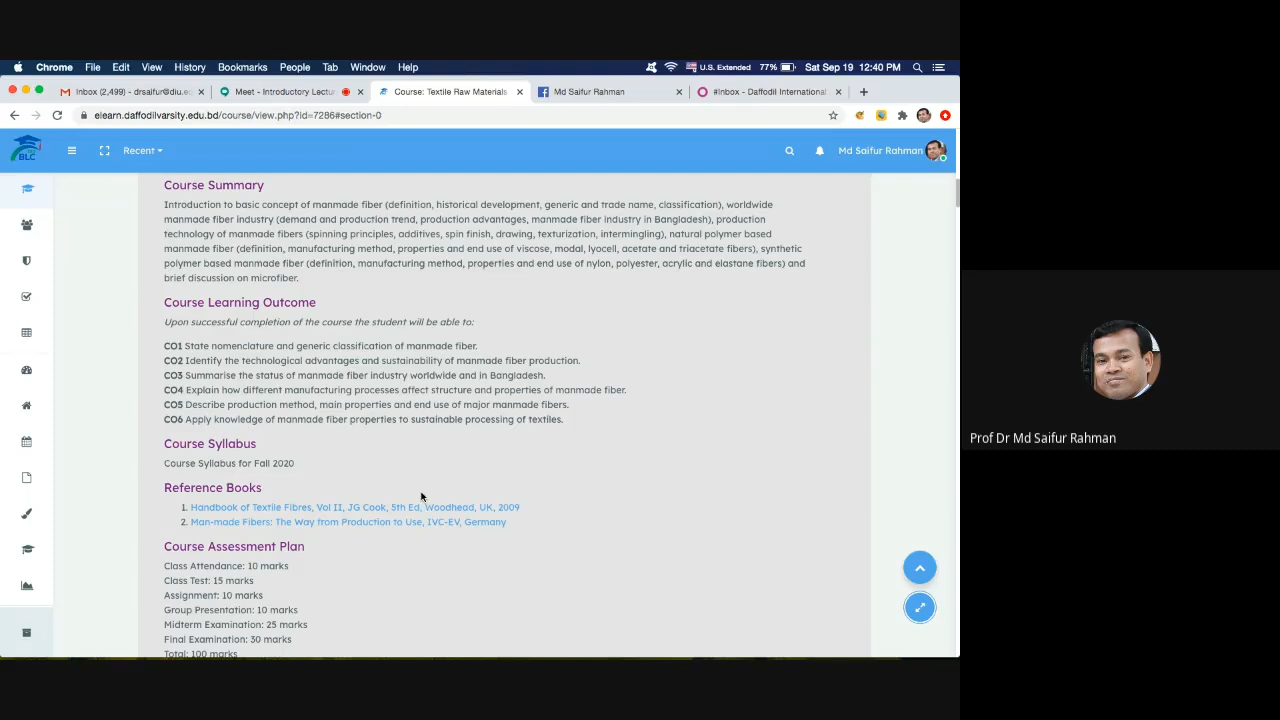 Chrome File Edit View History Bookmarks People Tab Window Help U.S. Extended 77% Sat Sep 19 12:40 PM
Inbox (2,499) - drsaifur@diu.e Meet - Introductory Lectur Course: Textile Raw Materials Md Saifur Rahman #Inbox - Daffodil International
elearn.daffodilvarsity.edu.bd/course/view.php?id=7286#section-0
BLC Recent Md Saifur Rahman
Course Summary
Introduction to basic concept of manmade fiber (definition, historical development, generic and trade name, classification), worldwide
manmade fiber industry (demand and production trend, production advantages, manmade fiber industry in Bangladesh), production
technology of manmade fibers (spinning principles, additives, spin finish, drawing, texturization, intermingling), natural polymer based
manmade fiber (definition, manufacturing method, properties and end use of viscose, modal, lyocell, acetate and triacetate fibers), synthetic
polymer based manmade fiber (definition, manufacturing method, properties and end use of nylon, polyester, acrylic and elastane fibers) and
brief discussion on microfiber.
Course Learning Outcome
Upon successful completion of the course the student will be able to:
CO1 State nomenclature and generic classification of manmade fiber.
CO2 Identify the technological advantages and sustainability of manmade fiber production.
CO3 Summarise the status of manmade fiber industry worldwide and in Bangladesh.
CO4 Explain how different manufacturing processes affect structure and properties of manmade fiber.
CO5 Describe production method, main properties and end use of major manmade fibers.
CO6 Apply knowledge of manmade fiber properties to sustainable processing of textiles.
Course Syllabus
Course Syllabus for Fall 2020
Reference Books
1. Handbook of Textile Fibres, Vol II, JG Cook, 5th Ed, Woodhead, UK, 2009
2. Man-made Fibers: The Way from Production to Use, IVC-EV, Germany
Course Assessment Plan
Class Attendance: 10 marks
Class Test: 15 marks
Assignment: 10 marks
Group Presentation: 10 marks
Midterm Examination: 25 marks
Final Examination: 30 marks
Total: 100 marks
Prof Dr Md Saifur Rahman